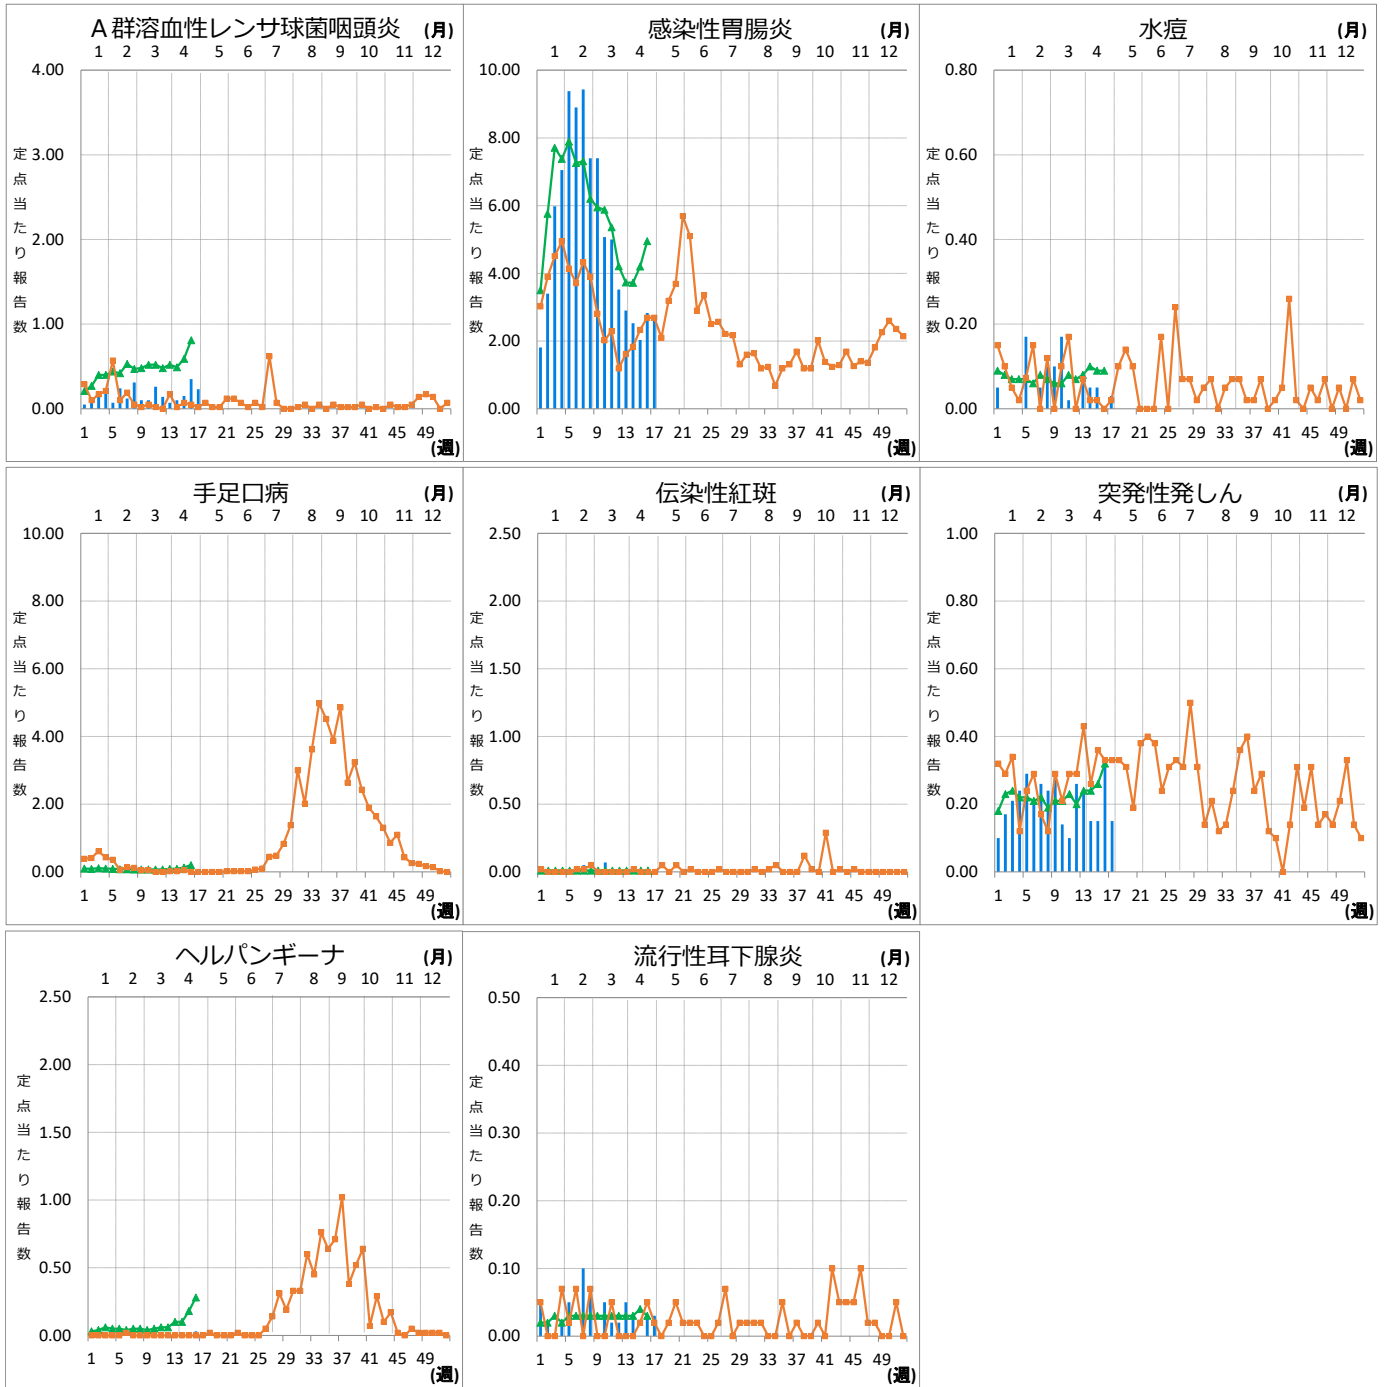 A群溶血性レンサ球菌咽頭炎 (月)
1 2 3 4 5 6 7 8 9 10 11 12
4.00
3.00
2.00
1.00
0.00
定点当たり報告数
1 5 9 13 17 21 25 29 33 37 41 45 49
(週)
感染性胃腸炎 (月)
1 2 3 4 5 6 7 8 9 10 11 12
10.00
8.00
6.00
4.00
2.00
0.00
定点当たり報告数
1 5 9 13 17 21 25 29 33 37 41 45 49
(週)
水痘 (月)
1 2 3 4 5 6 7 8 9 10 11 12
0.80
0.60
0.40
0.20
0.00
定点当たり報告数
1 5 9 13 17 21 25 29 33 37 41 45 49
(週)
手足口病 (月)
1 2 3 4 5 6 7 8 9 10 11 12
10.00
8.00
6.00
4.00
2.00
0.00
定点当たり報告数
1 5 9 13 17 21 25 29 33 37 41 45 49
(週)
伝染性紅斑 (月)
1 2 3 4 5 6 7 8 9 10 11 12
2.50
2.00
1.50
1.00
0.50
0.00
定点当たり報告数
1 5 9 13 17 21 25 29 33 37 41 45 49
(週)
突発性発しん (月)
1 2 3 4 5 6 7 8 9 10 11 12
1.00
0.80
0.60
0.40
0.20
0.00
定点当たり報告数
1 5 9 13 17 21 25 29 33 37 41 45 49
(週)
ヘルパンギーナ (月)
1 2 3 4 5 6 7 8 9 10 11 12
2.50
2.00
1.50
1.00
0.50
0.00
定点当たり報告数
1 5 9 13 17 21 25 29 33 37 41 45 49
(週)
流行性耳下腺炎 (月)
1 2 3 4 5 6 7 8 9 10 11 12
0.50
0.40
0.30
0.20
0.10
0.00
定点当たり報告数
1 5 9 13 17 21 25 29 33 37 41 45 49
(週)